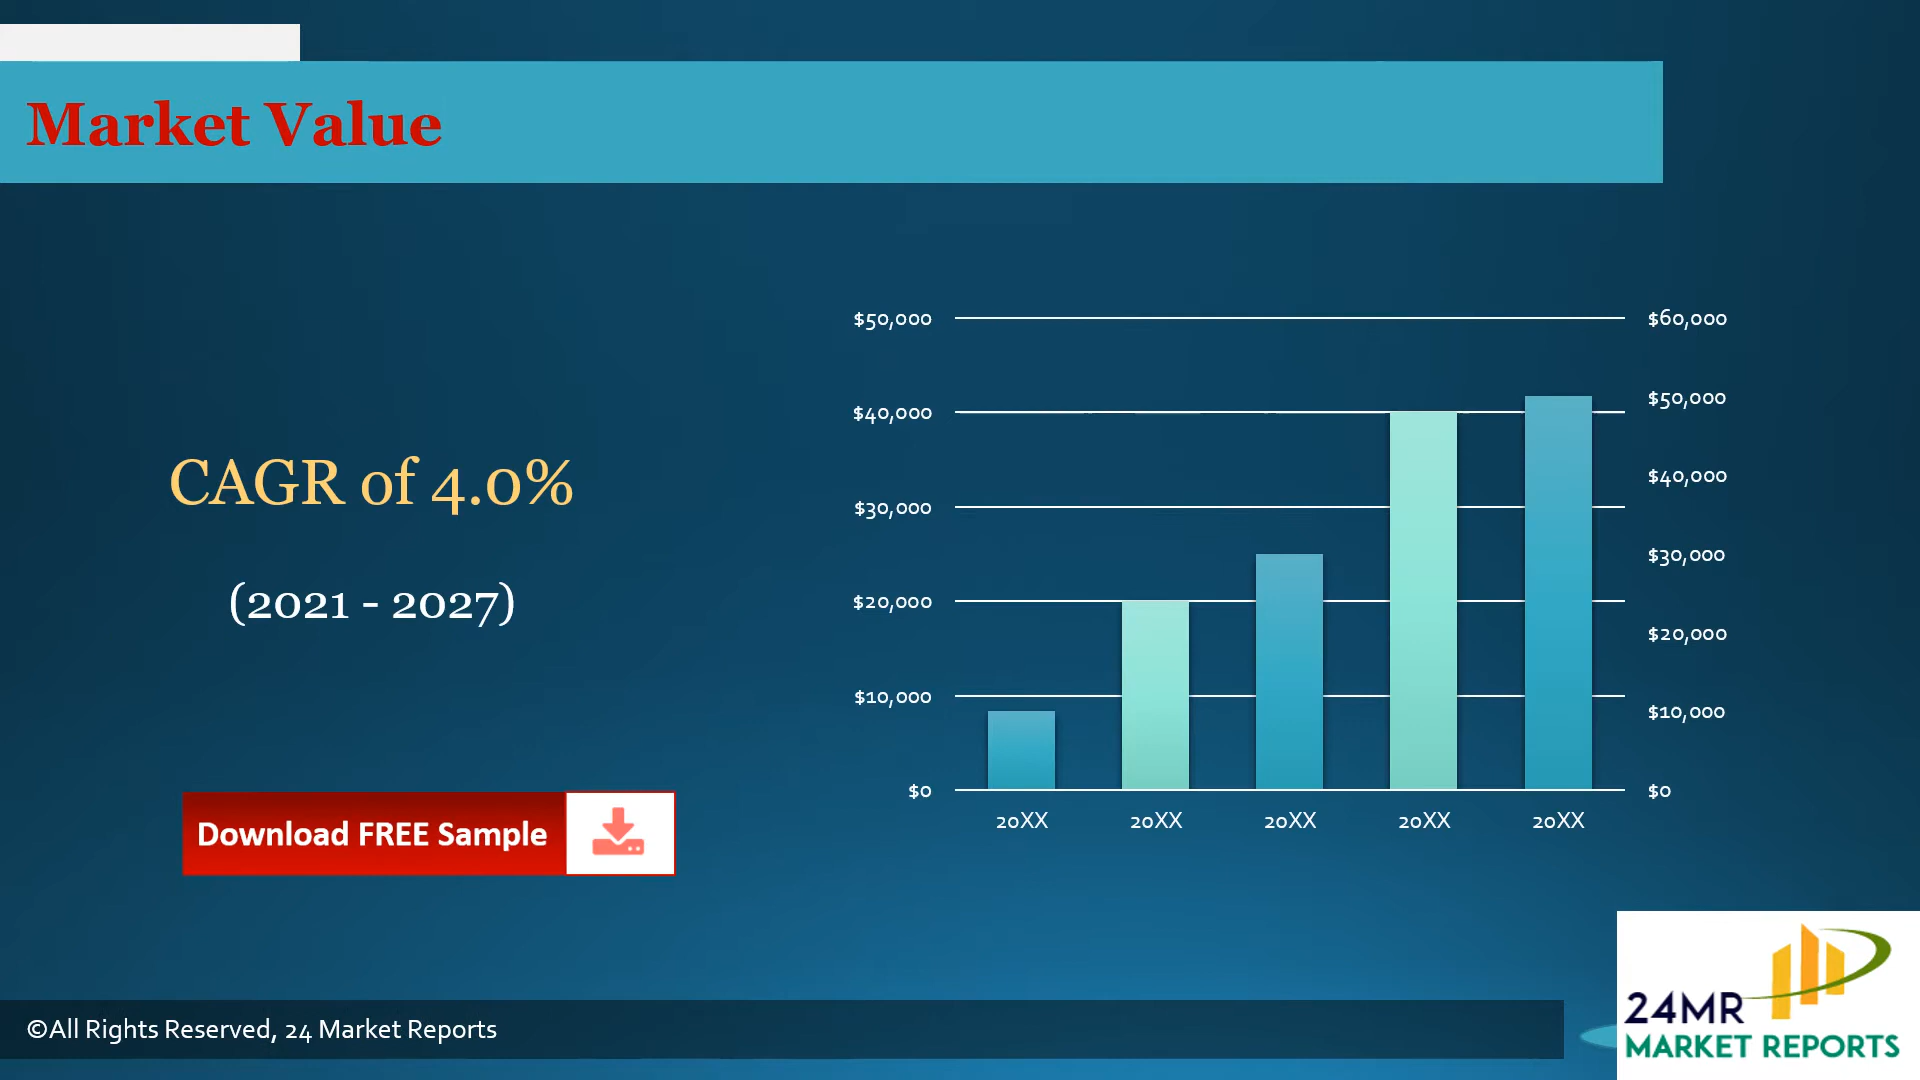 Market Value
CAGR of 4.0%
(2021 - 2027)
Download FREE Sample
$50,000
$40,000
$30,000
$20,000
$10,000
$0
$60,000
$50,000
$40,000
$30,000
$20,000
$10,000
$0
20XX 20XX 20XX 20XX 20XX
©All Rights Reserved, 24 Market Reports
24MR
MARKET REPORTS